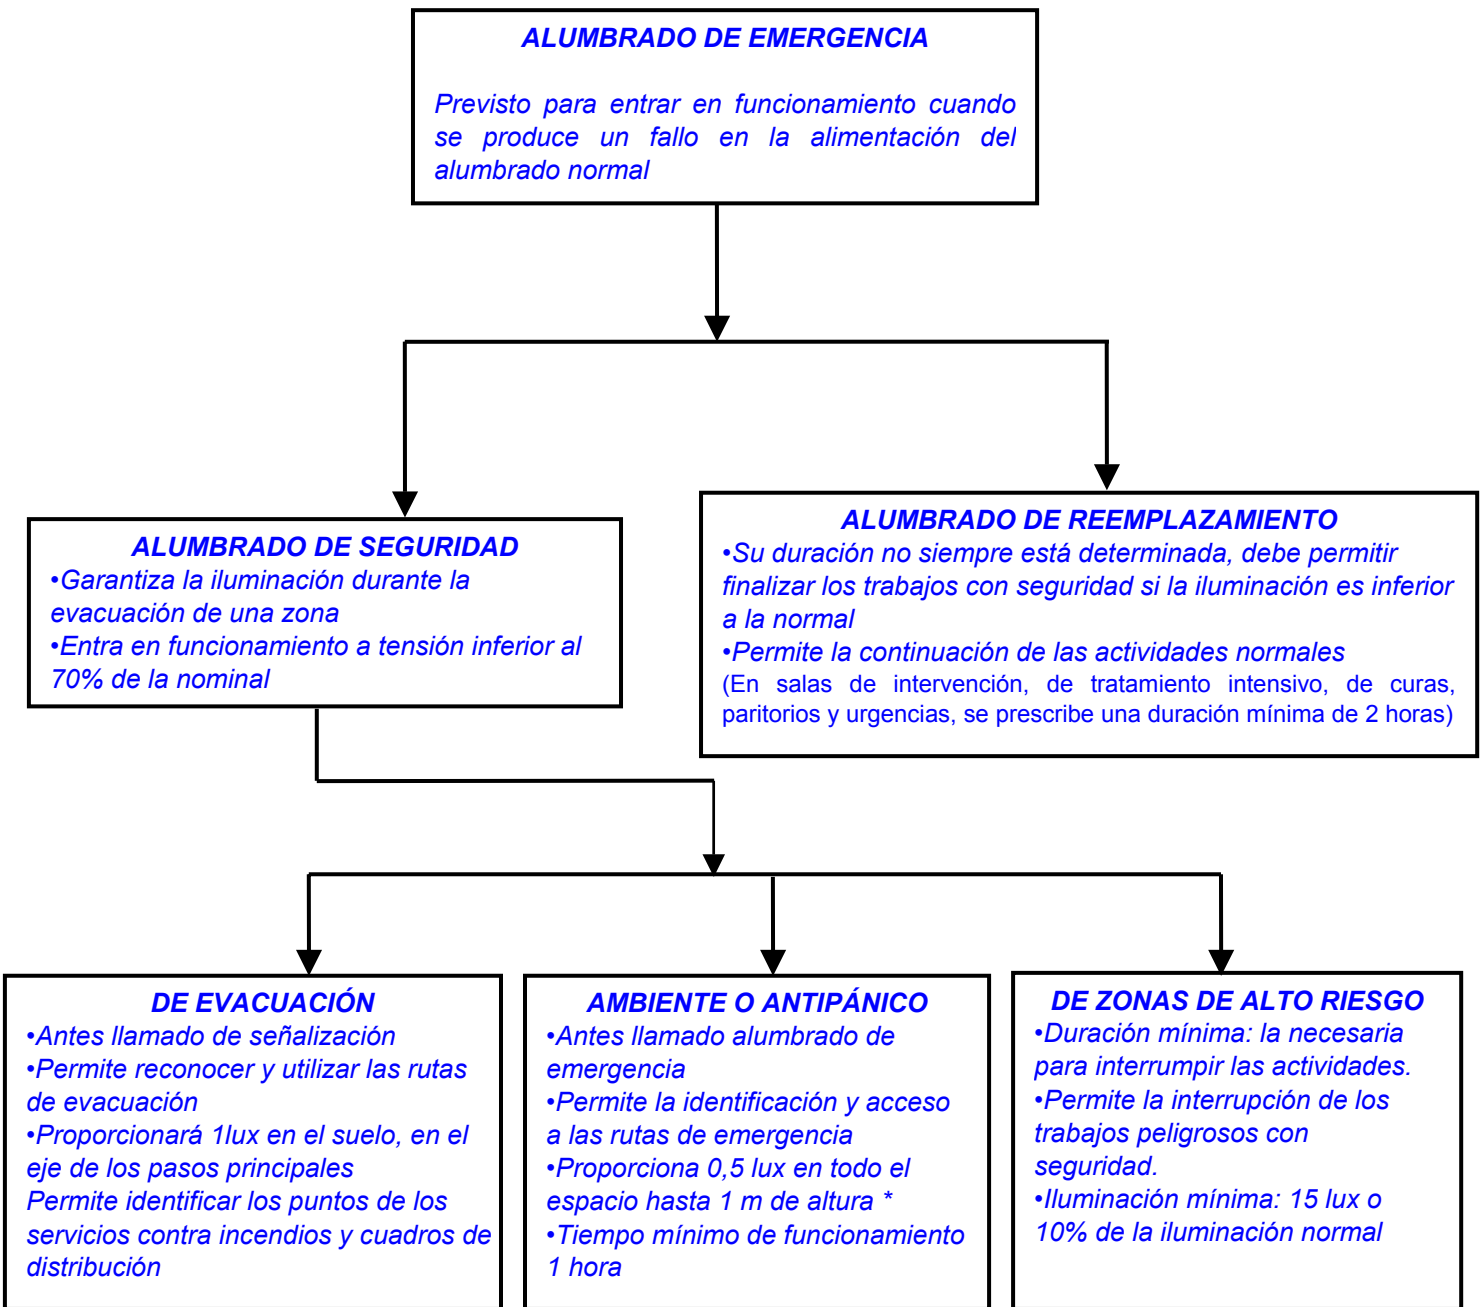 ALUMBRADO DE EMERGENCIA
Previsto para entrar en funcionamiento cuando
se produce un fallo en la alimentación del
alumbrado normal
ALUMBRADO DE SEGURIDAD
•Garantiza la iluminación durante la
evacuación de una zona
•Entra en funcionamiento a tensión inferior al
70% de la nominal
ALUMBRADO DE REEMPLAZAMIENTO
•Su duración no siempre está determinada, debe permitir
finalizar los trabajos con seguridad si la iluminación es inferior
a la normal
•Permite la continuación de las actividades normales
(En salas de intervención, de tratamiento intensivo, de curas,
paritorios y urgencias, se prescribe una duración mínima de 2 horas)
DE EVACUACIÓN
•Antes llamado de señalización
•Permite reconocer y utilizar las rutas
de evacuación
•Proporcionará 1lux en el suelo, en el
eje de los pasos principales
Permite identificar los puntos de los
servicios contra incendios y cuadros de
distribución
AMBIENTE O ANTIPÁNICO
•Antes llamado alumbrado de
emergencia
•Permite la identificación y acceso
a las rutas de emergencia
•Proporciona 0,5 lux en todo el
espacio hasta 1 m de altura *
•Tiempo mínimo de funcionamiento
1 hora
DE ZONAS DE ALTO RIESGO
•Duración mínima: la necesaria
para interrumpir las actividades.
•Permite la interrupción de los
trabajos peligrosos con
seguridad.
•Iluminación mínima: 15 lux o
10% de la iluminación normal